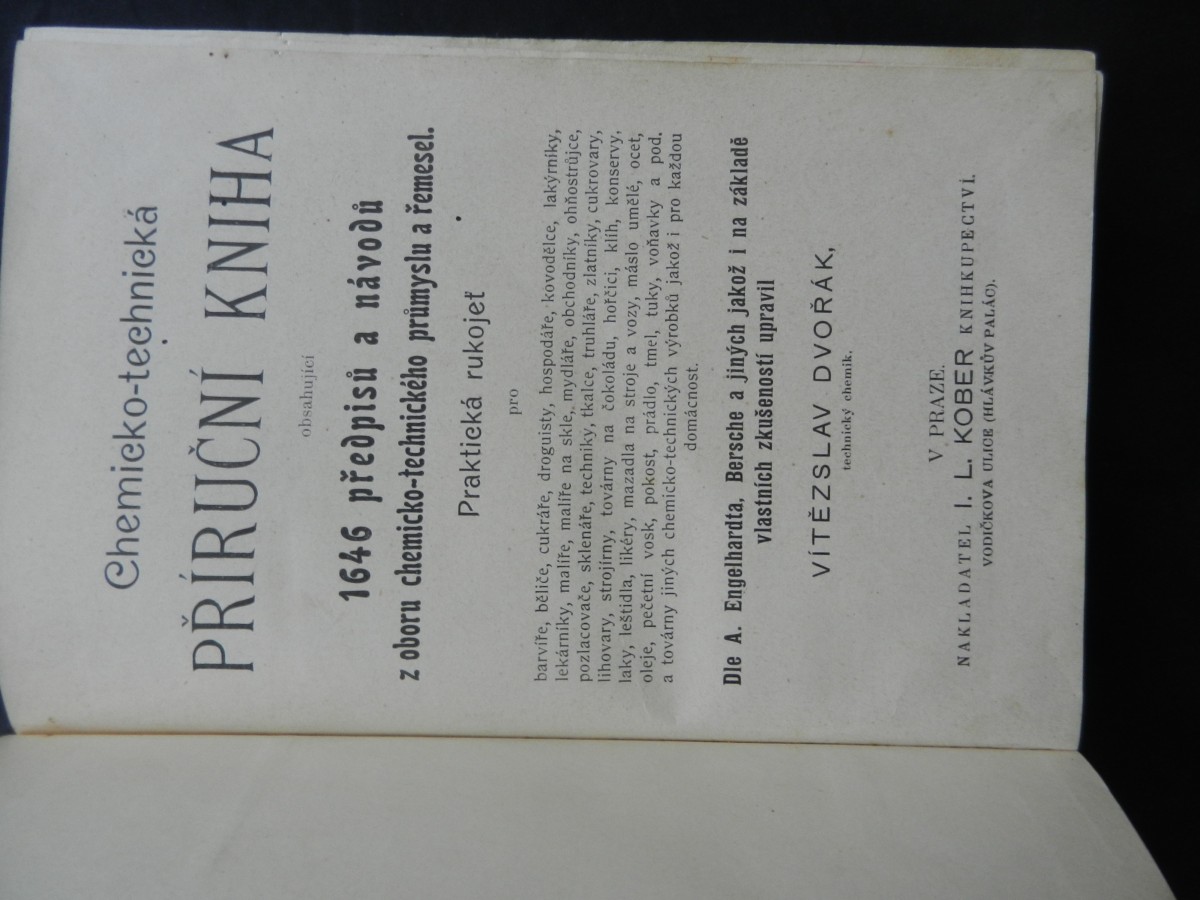 Chemicko-technická
PŘÍRUČNÍ KNIHA
obsahující
1646 předpisů a návodů
z oboru chemicko-technického průmyslu a řemesel.
Praktická rukojeť
pro
barvíře, běliče, cukráře, droguisty, hospodáře, kovodělce, lakýrníky,
lekárníky, malíře, malíře na skle, mydláře, obchodníky, ohňostrůjce,
pozlacovače, sklenáře, techniky, tkalce, truhláře, zlatníky, cukrovary,
lihovary, strojírny, továrny na čokoládu, hořčici, klih, konservy,
laky, leštidla, likéry, mazadla na stroje a vozy, máslo umělé, ocet,
oleje, pečetní vosk, pokost, prádlo, tmel, tuky, voňavky a pod.
a továrny jiných chemicko-technických výrobků jakož i pro každou
domácnost.
Dle A. Engelhardta, Bersche a jiných jakož i na základě
vlastních zkušeností upravil
VÍTĚZSLAV DVOŘÁK,
technický chemik.
V PRAZE.
NAKLADATEL I. L. KOBER KNIHKUPECTVÍ.
VODIČKOVA ULICE (HLÁVKŮV PALÁC).